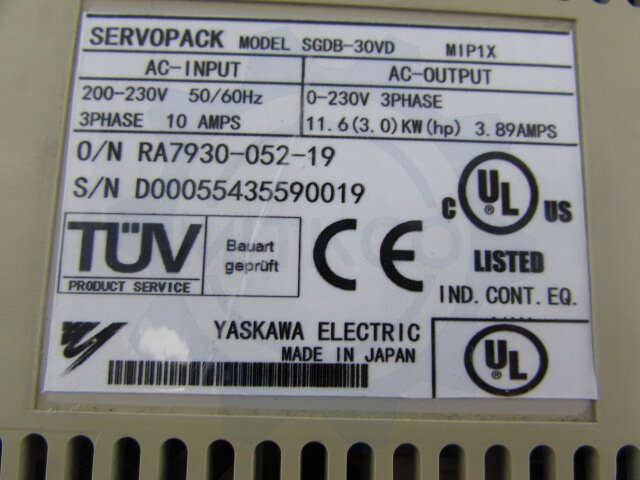 SERVOPACK MODEL SGDB-30VD MIP1X
AC-INPUT AC-OUTPUT
200-230V 50/60Hz 0-230V 3PHASE
3PHASE 10 AMPS 11.6(3.0)KW(hp) 3.89AMPS
O/N RA7930-052-19
S/N D00055435590019
C UL ® US
TÜV
PRODUCT SERVICE
Bauart
geprüft
CE
LISTED
IND. CONT. EQ.
YASKAWA ELECTRIC
MADE IN JAPAN
UL ®